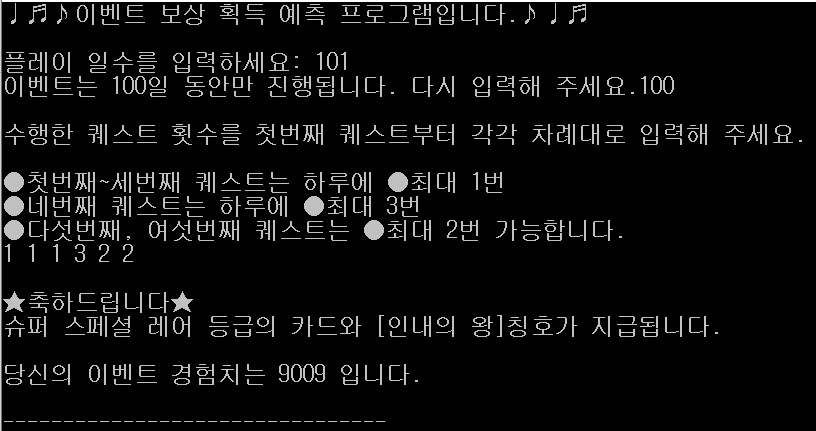 ♩♬♪이벤트 보상 획득 예측 프로그램입니다.♪♩♬
플레이 일수를 입력하세요: 101
이벤트는 100일 동안만 진행됩니다. 다시 입력해 주세요.100
수행한 퀘스트 횟수를 첫번째 퀘스트부터 각각 차례대로 입력해 주세요.
●첫번째~세번째 퀘스트는 하루에 ●최대 1번
●네번째 퀘스트는 하루에 ●최대 3번
●다섯번째, 여섯번째 퀘스트는 ●최대 2번 가능합니다.
1 1 1 3 2 2
★축하드립니다★
슈퍼 스페셜 레어 등급의 카드와 [인내의 왕]칭호가 지급됩니다.
당신의 이벤트 경험치는 9009 입니다.
--------------------------------